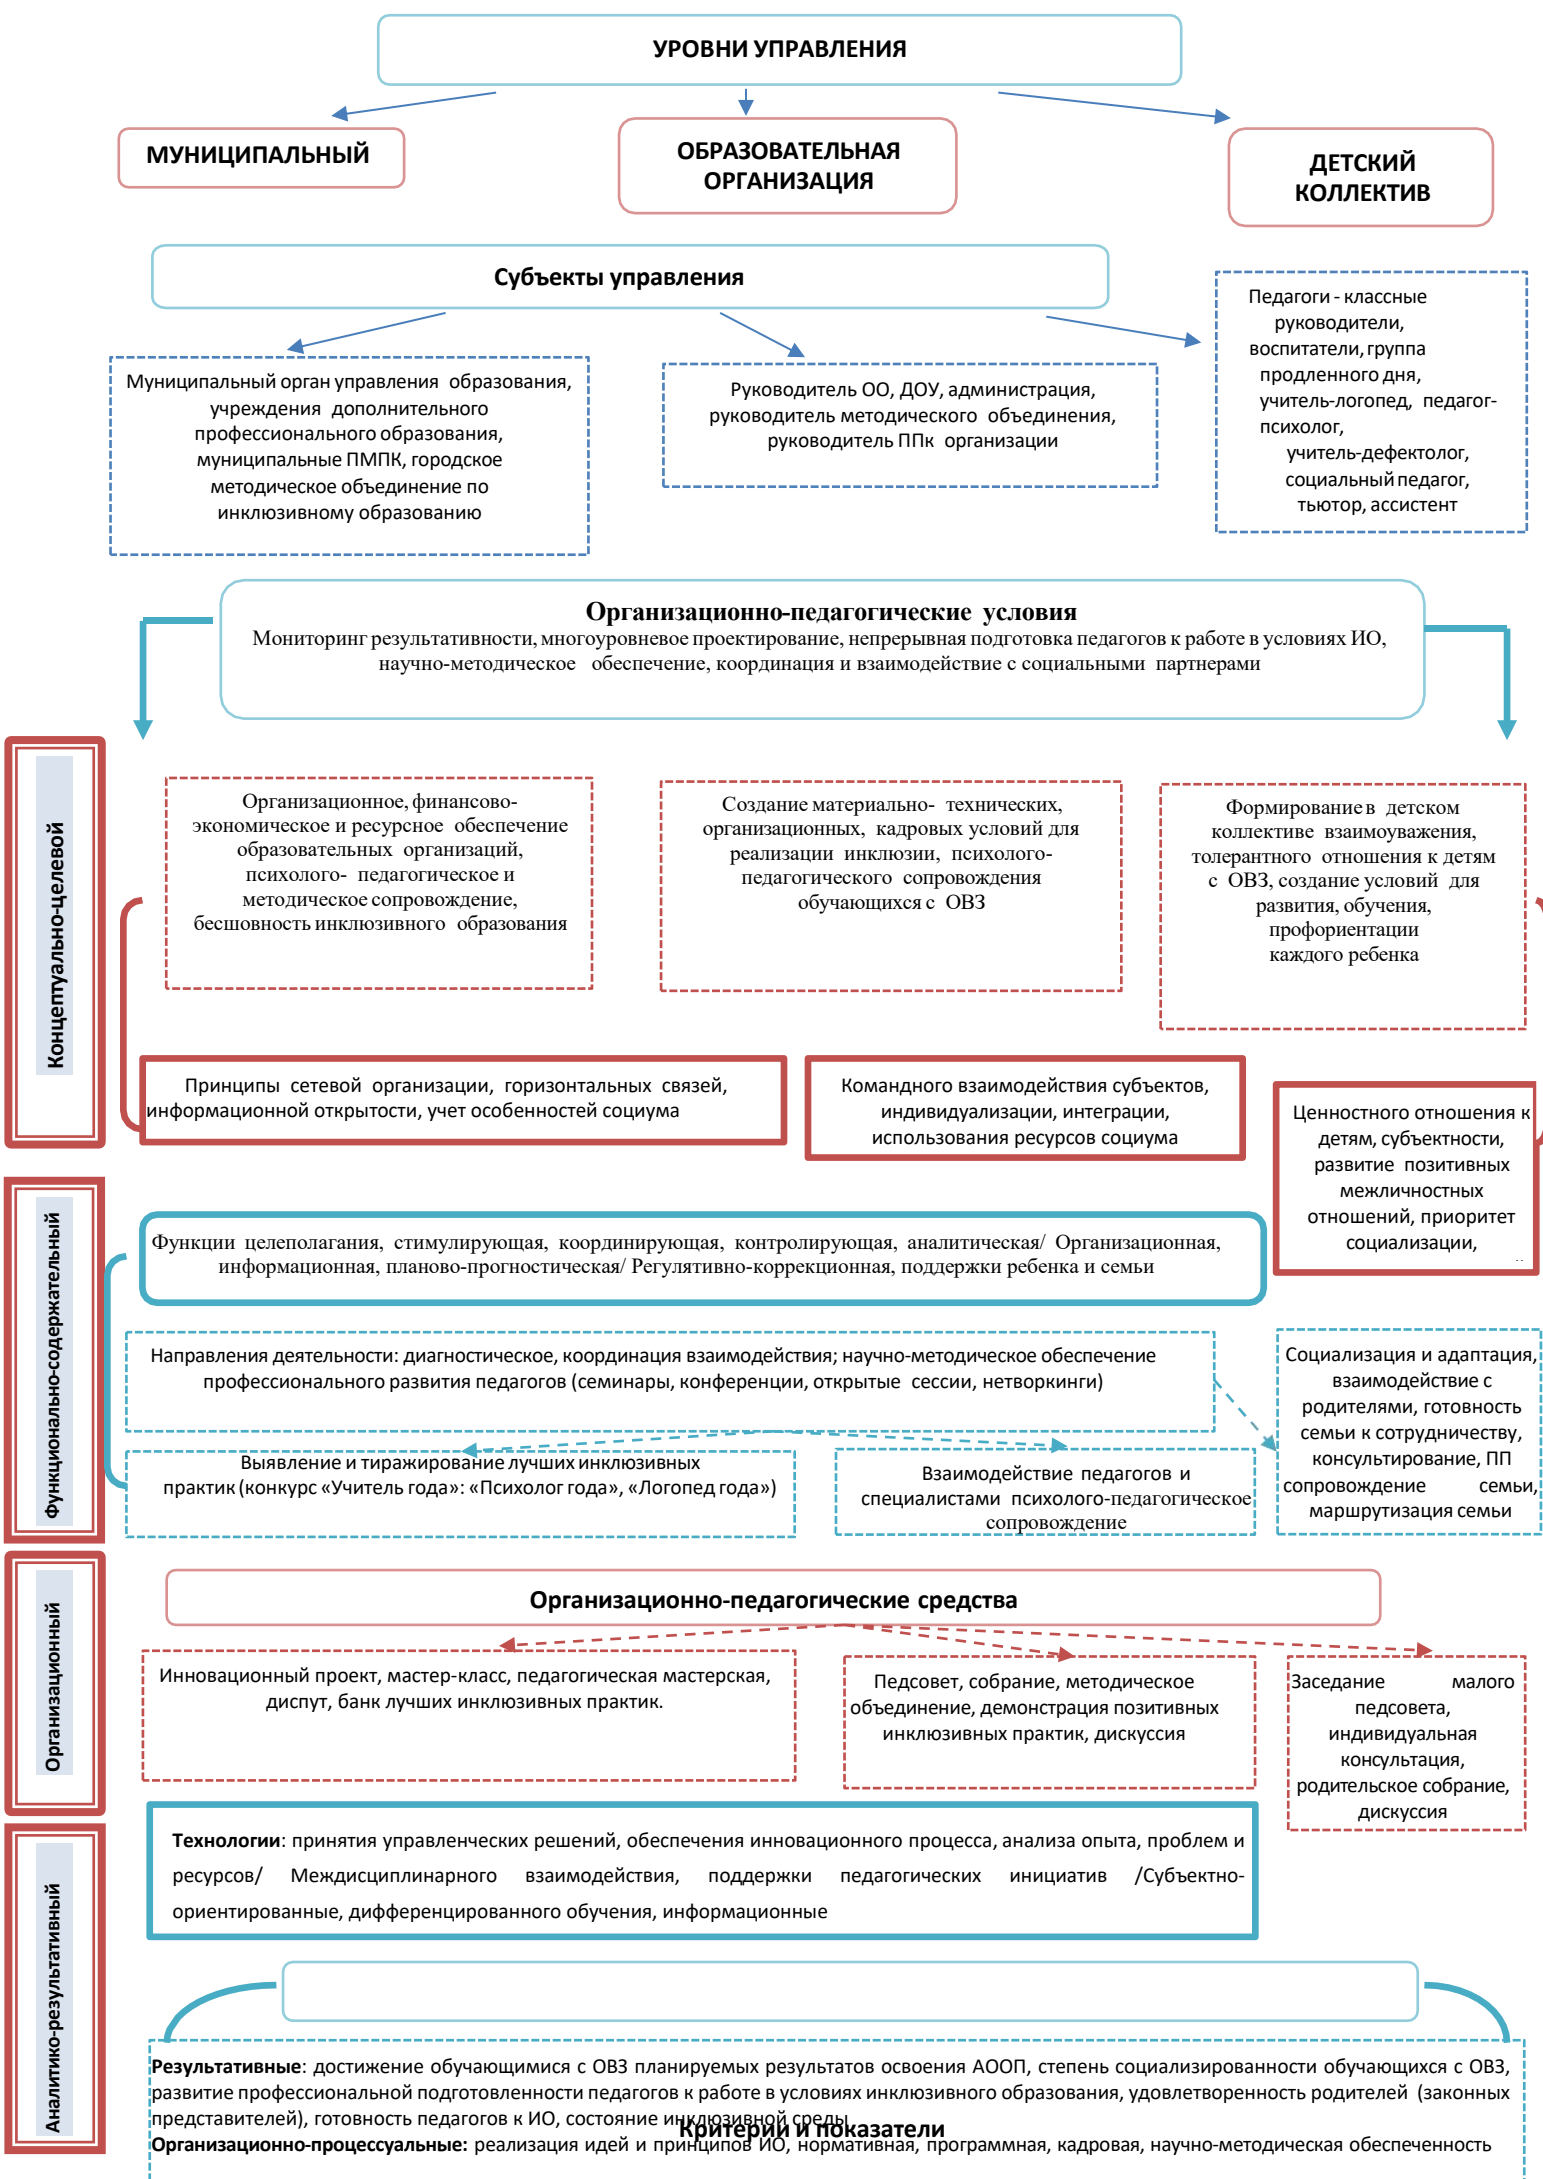 УРОВНИ УПРАВЛЕНИЯ
МУНИЦИПАЛЬНЫЙ
ОБРАЗОВАТЕЛЬНАЯ
ОРГАНИЗАЦИЯ
ДЕТСКИЙ
КОЛЛЕКТИВ
Субъекты управления
Муниципальный орган управления образования,
учреждения дополнительного
профессионального образования,
муниципальные ПМПК, городское
методическое объединение по
инклюзивному образованию
Руководитель ОО, ДОУ, администрация,
руководитель методического объединения,
руководитель ППк организации
Педагоги - классные
руководители,
воспитатели, группа
продленного дня,
учитель-логопед, педагог-
психолог,
учитель-дефектолог,
социальный педагог,
тьютор, ассистент
Организационно-педагогические условия
Мониторинг результативности, многоуровневое проектирование, непрерывная подготовка педагогов к работе в условиях ИО,
научно-методическое обеспечение, координация и взаимодействие с социальными партнерами
Концептуально-целевой
Организационное, финансово-
экономическое и ресурсное обеспечение
образовательных организаций,
психолого- педагогическое и
методическое сопровождение,
бесшовность инклюзивного образования
Создание материально- технических,
организационных, кадровых условий для
реализации инклюзии, психолого-
педагогического сопровождения
обучающихся с ОВЗ
Формирование в детском
коллективе взаимоуважения,
толерантного отношения к детям
с ОВЗ, создание условий для
развития, обучения,
профориентации
каждого ребенка
Принципы сетевой организации, горизонтальных связей,
информационной открытости, учет особенностей социума
Командного взаимодействия субъектов,
индивидуализации, интеграции,
использования ресурсов социума
Ценностного отношения к
детям, субъектности,
развитие позитивных
межличностных
отношений, приоритет
социализации,
Функционально-содержательный
Функции целеполагания, стимулирующая, координирующая, контролирующая, аналитическая/ Организационная,
информационная, планово-прогностическая/ Регулятивно-коррекционная, поддержки ребенка и семьи
Направления деятельности: диагностическое, координация взаимодействия; научно-методическое обеспечение
профессионального развития педагогов (семинары, конференции, открытые сессии, нетворкинги)
Выявление и тиражирование лучших инклюзивных
практик (конкурс «Учитель года»: «Психолог года», «Логопед года»)
Взаимодействие педагогов и
специалистами психолого-педагогическое
сопровождение
Социализация и адаптация,
взаимодействие с
родителями, готовность
семьи к сотрудничеству,
консультирование, ПП
сопровождение семьи,
маршрутизация семьи
Организационный
Организационно-педагогические средства
Инновационный проект, мастер-класс, педагогическая мастерская,
диспут, банк лучших инклюзивных практик.
Педсовет, собрание, методическое
объединение, демонстрация позитивных
инклюзивных практик, дискуссия
Заседание малого
педсовета,
индивидуальная
консультация,
родительское собрание,
дискуссия
Аналитико-результативный
Технологии: принятия управленческих решений, обеспечения инновационного процесса, анализа опыта, проблем и
ресурсов/ Междисциплинарного взаимодействия, поддержки педагогических инициатив /Субъектно-
ориентированные, дифференцированного обучения, информационные
Результативные: достижение обучающимися с ОВЗ планируемых результатов освоения АООП, степень социализированности обучающихся с ОВЗ,
развитие профессиональной подготовленности педагогов к работе в условиях инклюзивного образования, удовлетворенность родителей (законных
представителей), готовность педагогов к ИО, состояние инклюзивной среды
Критерии и показатели
Организационно-процессуальные: реализация идей и принципов ИО, нормативная, программная, кадровая, научно-методическая обеспеченность